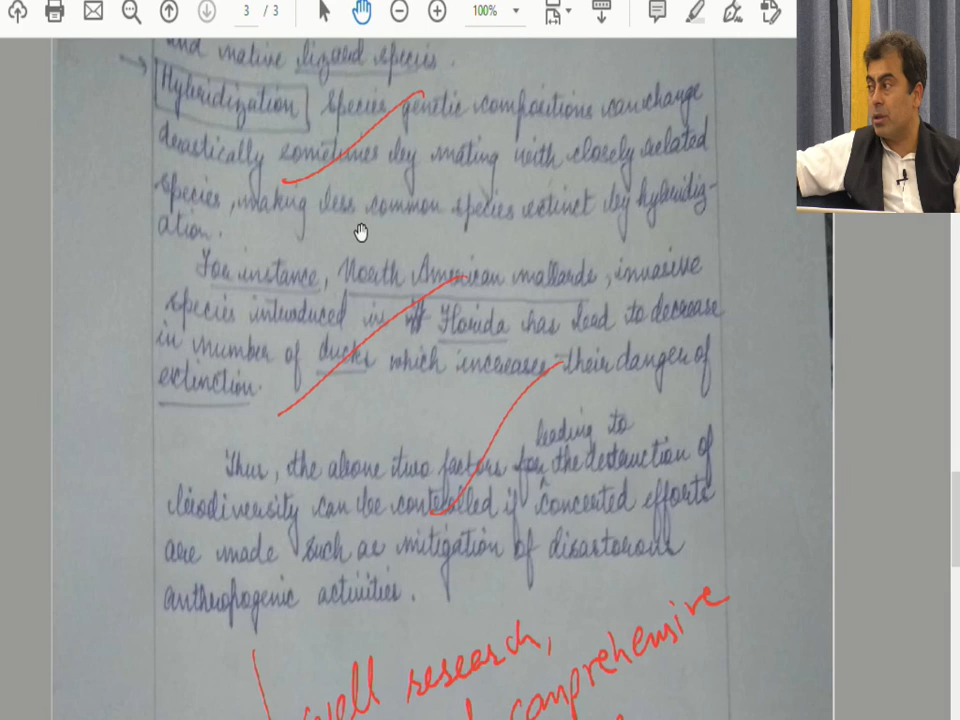 3 / 3
100%
and native lizard species.
→ Hybridization species genetic compositions can change
drastically sometimes by mating with closely related
species, making less common species extinct by hybridiz-
ation.
For instance, North American mallards, invasive
species introduced in Florida has lead to decrease
in number of ducks which increases their danger of
extinction.
leading to
Thus, the above two factors for the destruction of
biodiversity can be controlled if concerted efforts
are made such as mitigation of disastorous
anthropogenic activities.
well research,
comprehensive